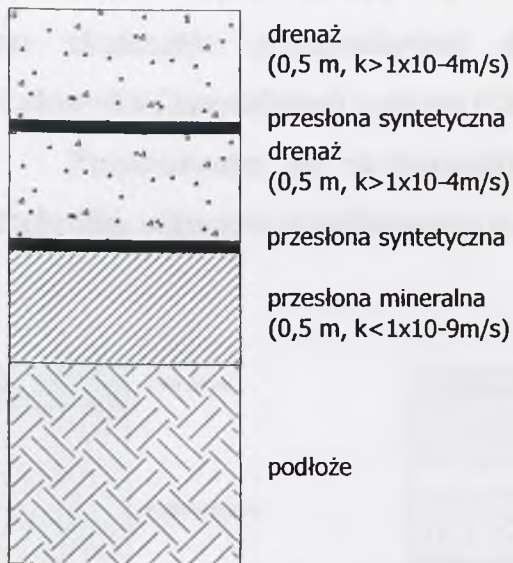 drenaż
(0,5 m, k>1x10-4m/s)
przesłona syntetyczna
drenaż
(0,5 m, k>1x10-4m/s)
przesłona syntetyczna
przesłona mineralna
(0,5 m, k<1x10-9m/s)
podłoże